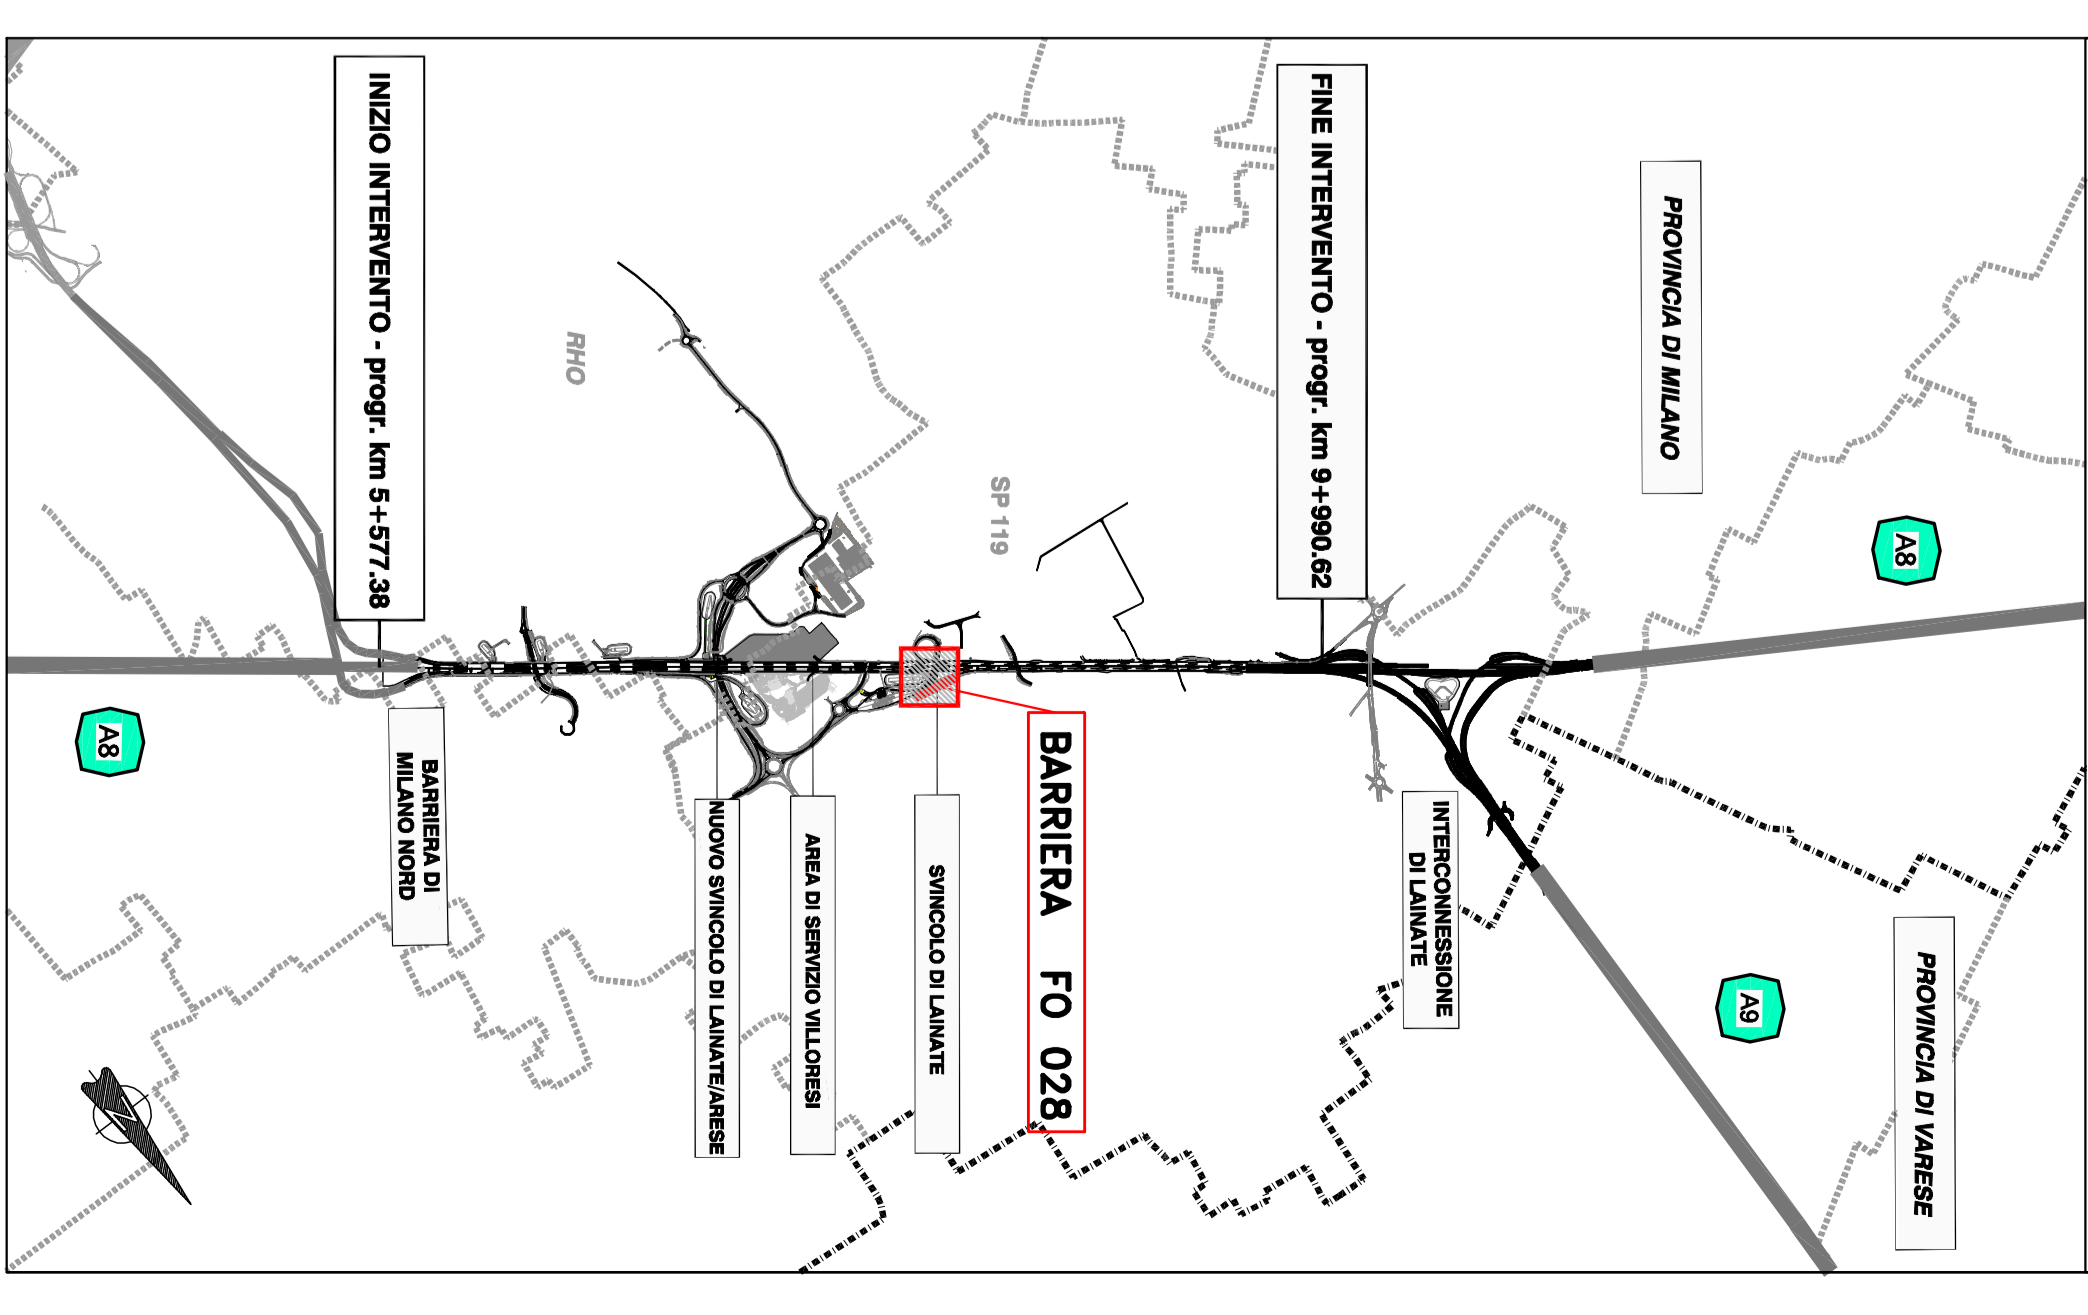 INIZIO INTERVENTO - progr. km 5+577.38
FINE INTERVENTO - progr. km 9+990.62
PROVINCIA DI MILANO
RHO
SP 119
A8
A8
BARRIERA DI
MILANO NORD
NUOVO SVINCOLO DI LAINATE/ARESE
AREA DI SERVIZIO VILLORESI
SVINCOLO DI LAINATE
BARRIERA FO 028
INTERCONNESSIONE
DI LAINATE
A9
PROVINCIA DI VARESE